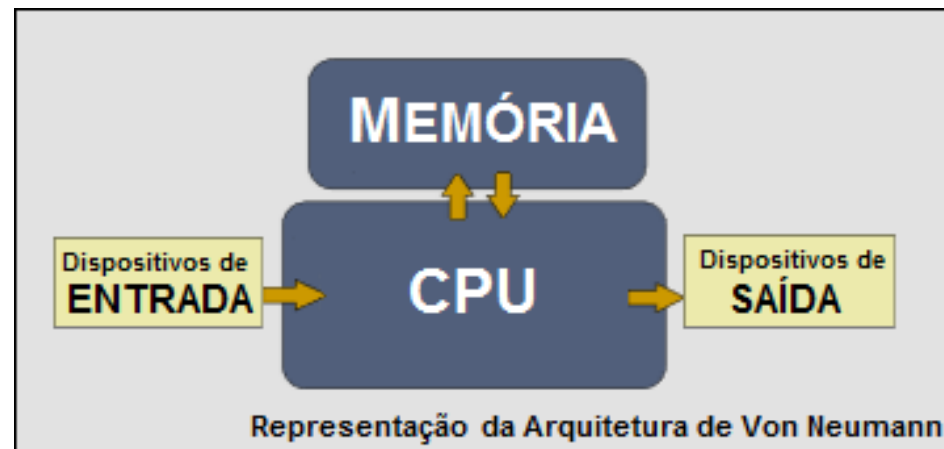 MEMÓRIA
Dispositivos de
ENTRADA
CPU
Dispositivos de
SAÍDA
Representação da Arquitetura de Von Neumann